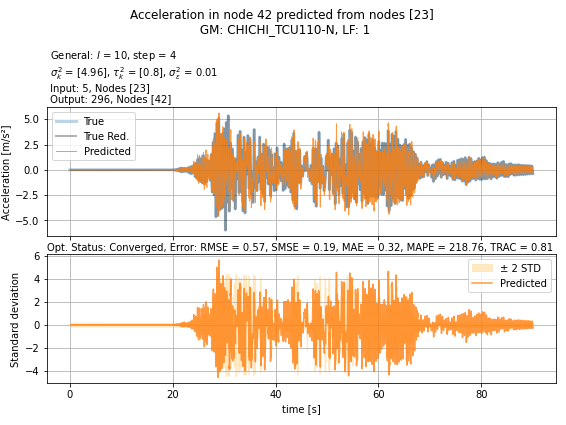 Acceleration in node 42 predicted from nodes [23]
GM: CHICHI_TCU110-N, LF: 1
General: l = 10, step = 4
σ²ₖ = [4.96], τ²ₖ = [0.8], σ²ε = 0.01
Input: 5, Nodes [23]
Output: 296, Nodes [42]
5.0
2.5
0.0
−2.5
−5.0
Acceleration [m/s²]
True
True Red.
Predicted
Opt. Status: Converged, Error: RMSE = 0.57, SMSE = 0.19, MAE = 0.32, MAPE = 218.76, TRAC = 0.81
6
4
2
0
−2
−4
Standard deviation
± 2 STD
Predicted
0 20 40 60 80
time [s]